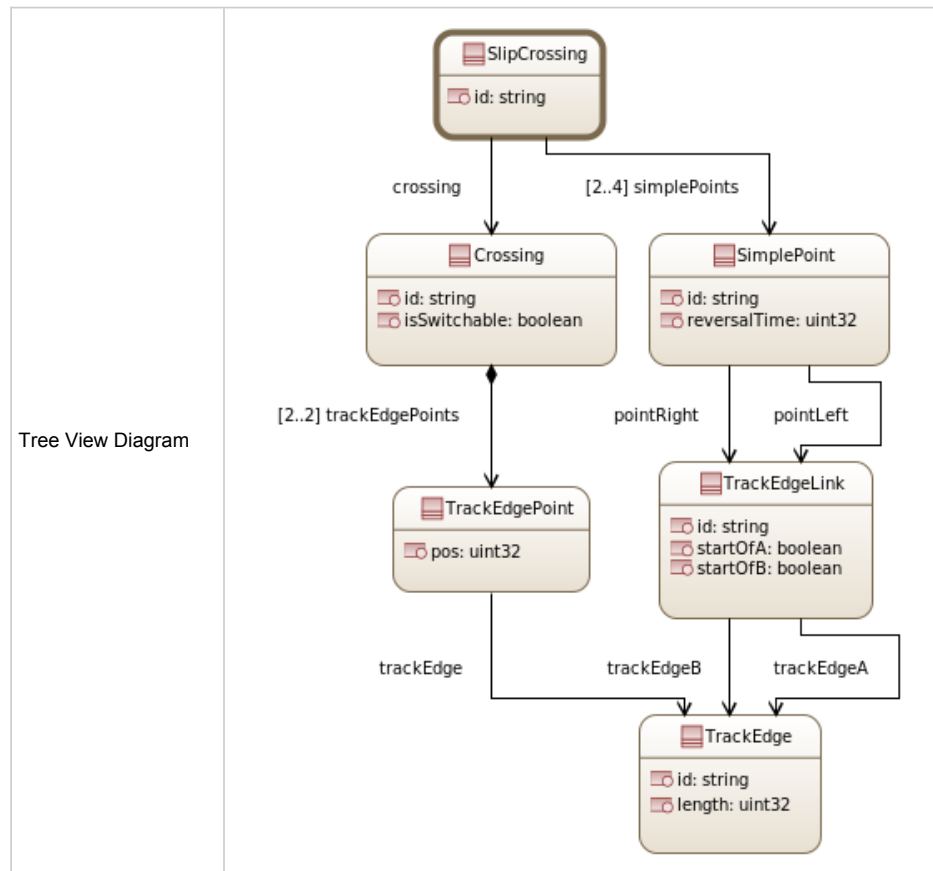 SlipCrossing
id: string
crossing
[2..4] simplePoints
Crossing
id: string
isSwitchable: boolean
SimplePoint
id: string
reversalTime: uint32
[2..2] trackEdgePoints
pointRight
pointLeft
Tree View Diagram
TrackEdgePoint
pos: uint32
TrackEdgeLink
id: string
startOfA: boolean
startOfB: boolean
trackEdge
trackEdgeB
trackEdgeA
TrackEdge
id: string
length: uint32